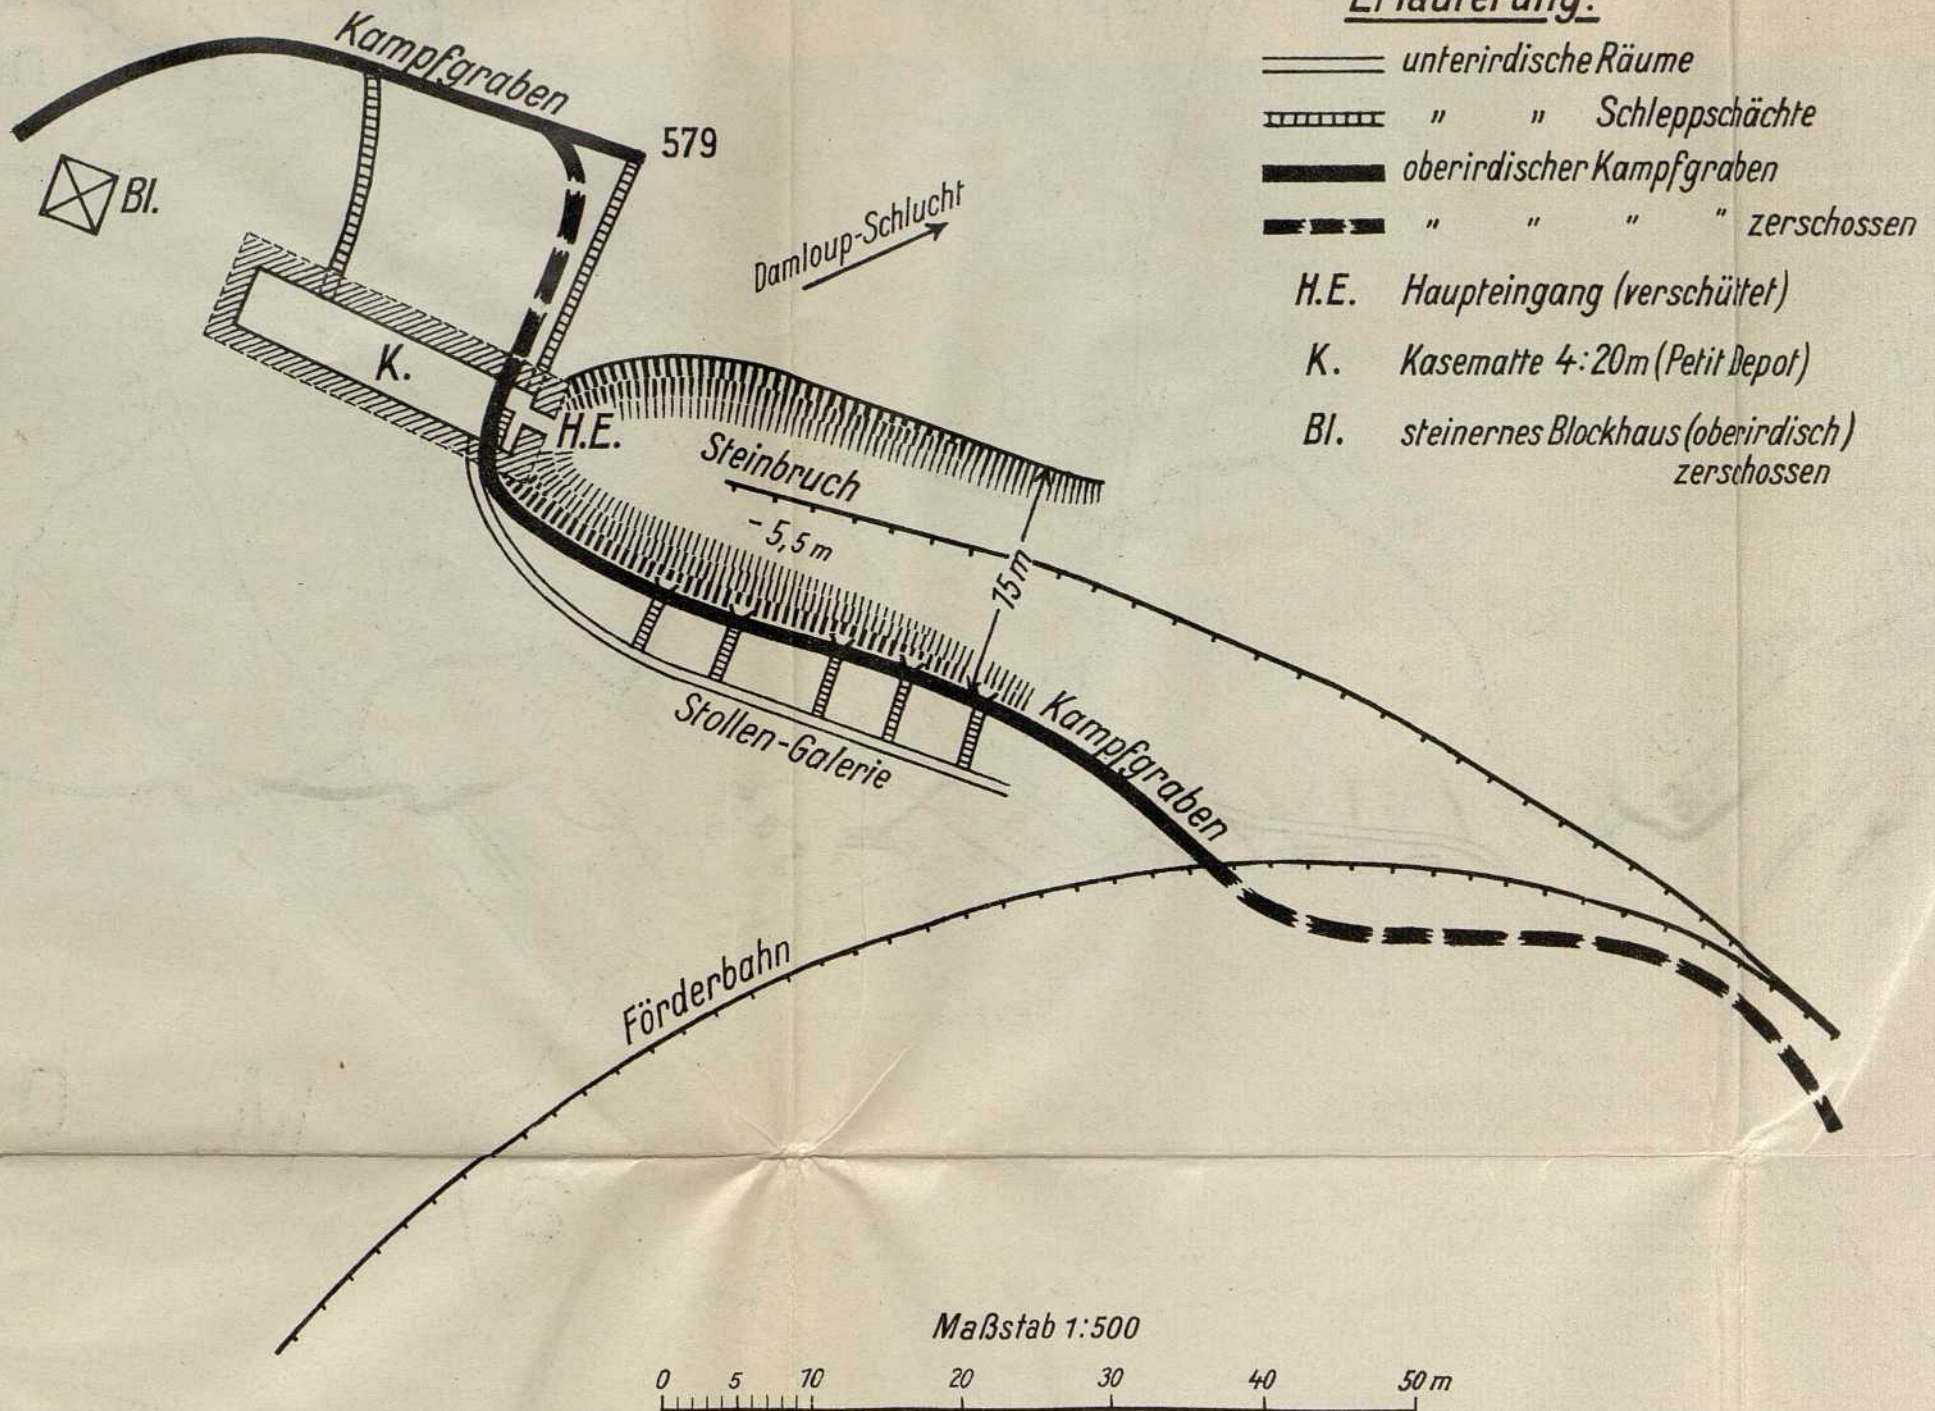 Erläuterung:
unterirdische Räume
" " Schleppschächte
oberirdischer Kampfgraben
" " " " zerschossen
H.E. Haupteingang (verschüttet)
K. Kasematte 4:20m (Petit Depot)
Bl. steinernes Blockhaus (oberirdisch)
zerschossen
Kampfgraben
579
Bl.
Damloup-Schlucht
K.
H.E.
Steinbruch
- 5,5 m
15m
Stollen-Galerie
Kampfgraben
Förderbahn
Maßstab 1:500
0 5 10 20 30 40 50 m